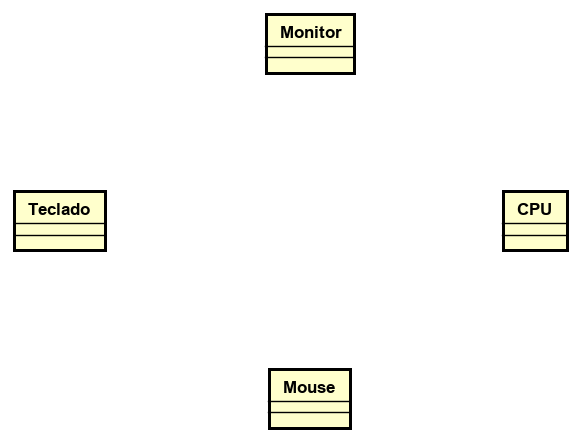 Monitor
Teclado
CPU
Mouse